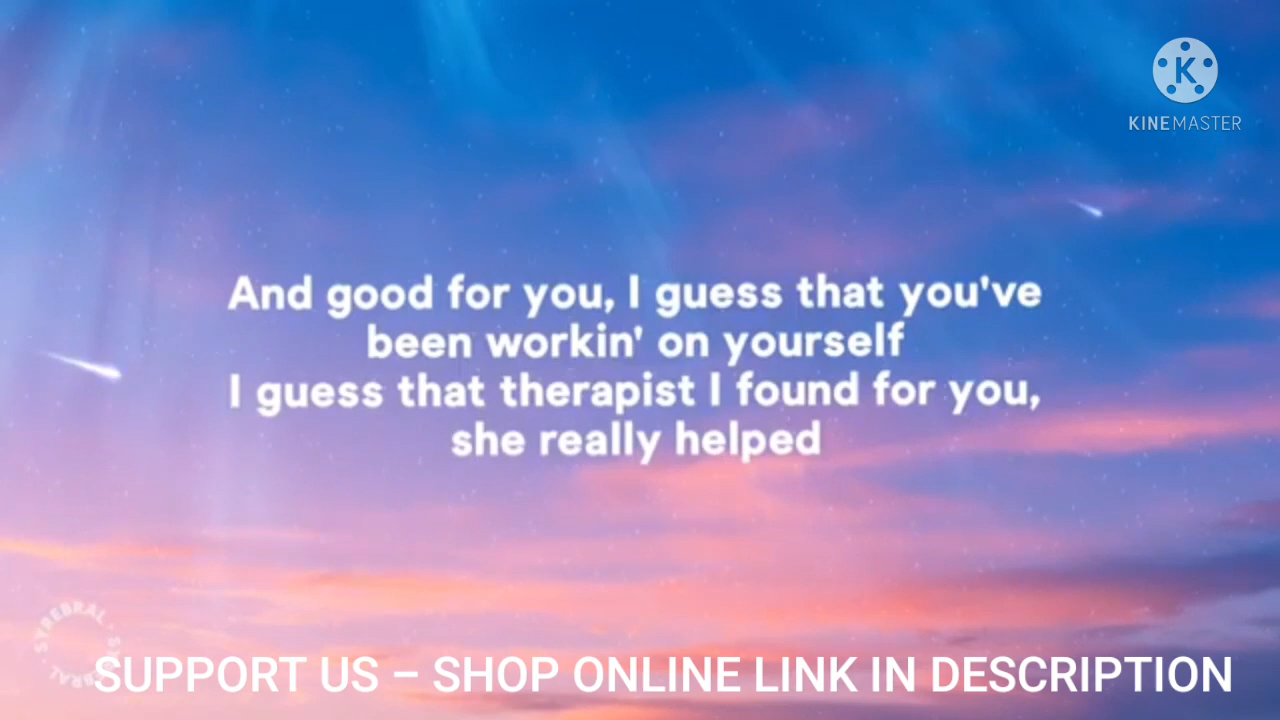 K
KINEMASTER
And good for you, I guess that you've
been workin' on yourself
I guess that therapist I found for you,
she really helped
SYREBRAL
SUPPORT US – SHOP ONLINE LINK IN DESCRIPTION